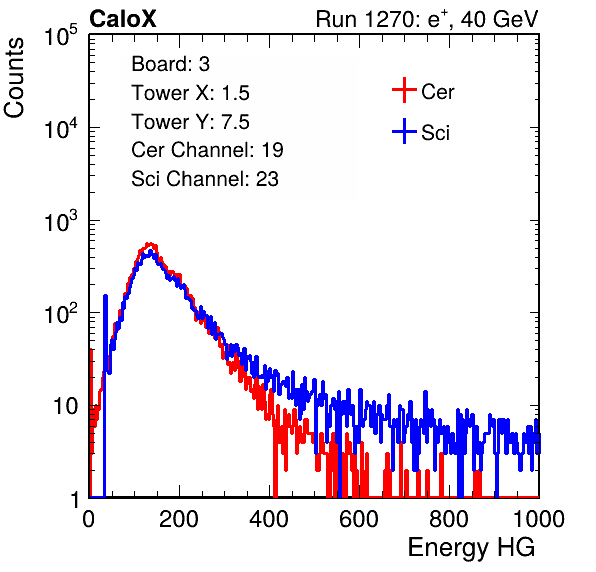 CaloX Run 1270: e⁺, 40 GeV
Counts
10⁵
10⁴
10³
10²
10
1
Board: 3
Tower X: 1.5
Tower Y: 7.5
Cer Channel: 19
Sci Channel: 23
Cer
Sci
0 200 400 600 800 1000
Energy HG